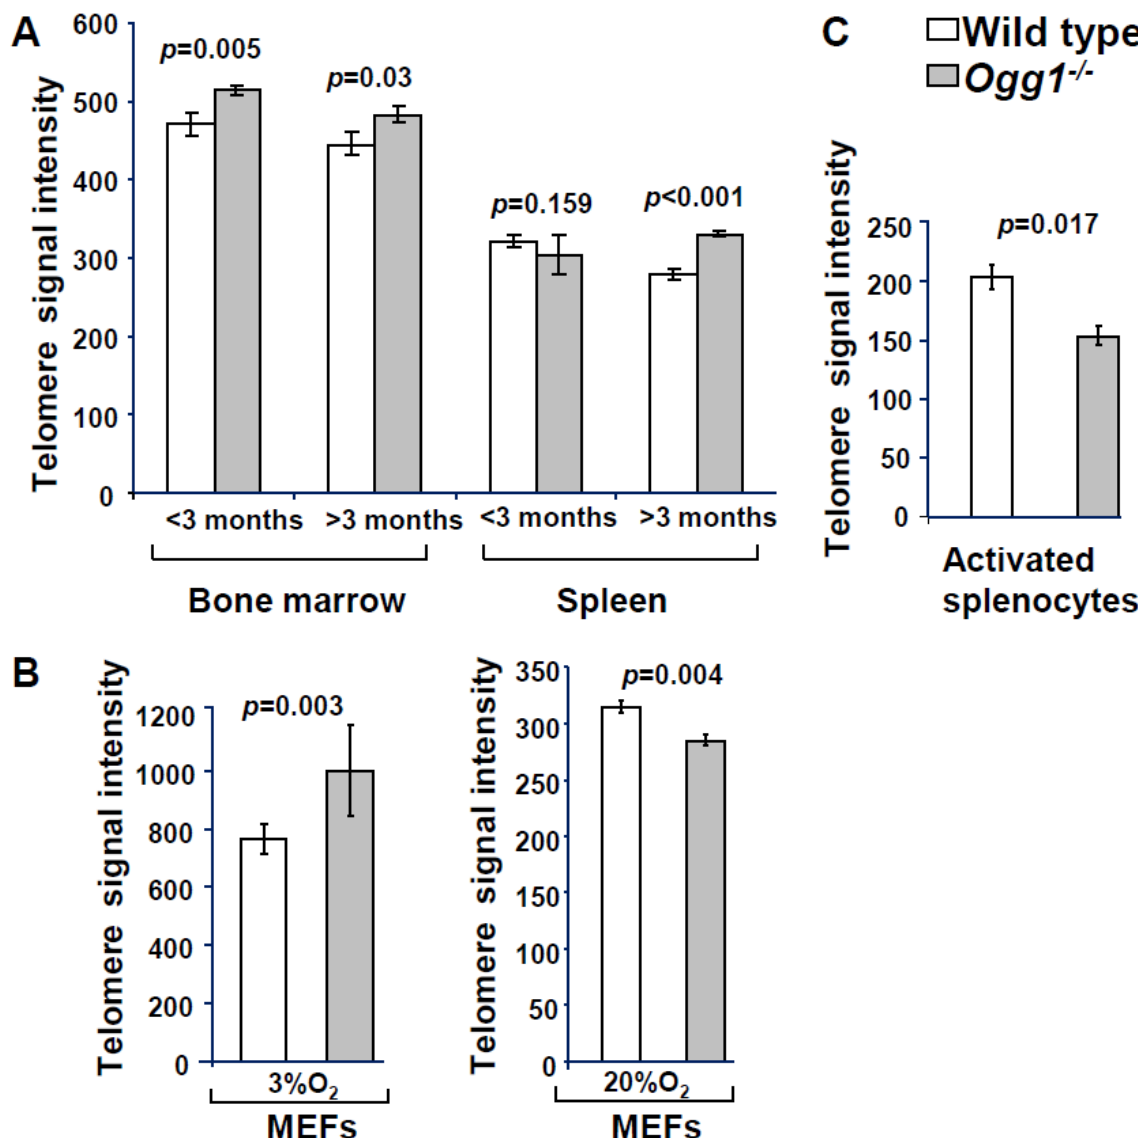 A
Telomere signal intensity
600
500
400
300
200
100
0
p=0.005
p=0.03
p=0.159
p<0.001
<3 months >3 months <3 months >3 months
Bone marrow Spleen
C
Wild type
Ogg1-/-
Telomere signal intensity
250
200
150
100
50
0
p=0.017
Activated
splenocytes
B
Telomere signal intensity
1200
1000
800
600
400
200
0
p=0.003
3%O2
MEFs
Telomere signal intensity
350
300
250
200
150
100
50
0
p=0.004
20%O2
MEFs